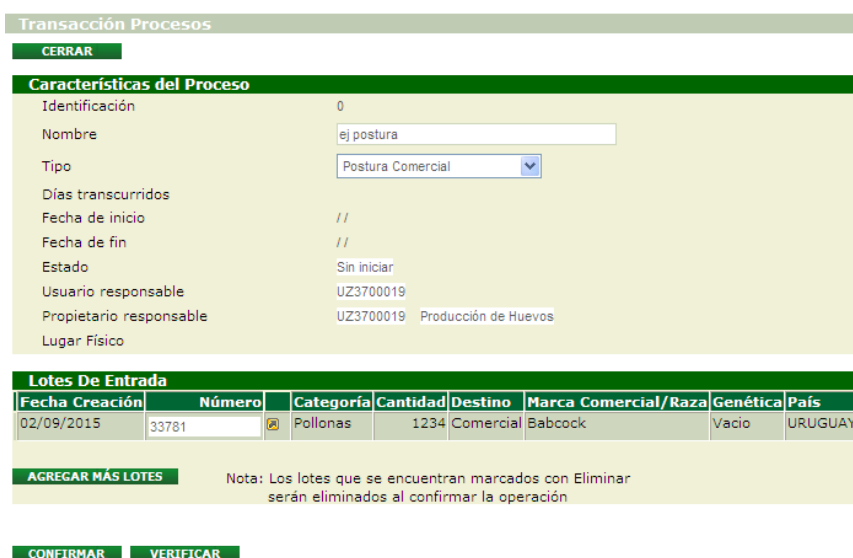 Transacción Procesos
CERRAR
Características del Proceso
Identificación 0
Nombre ej postura
Tipo Postura Comercial
Días transcurridos
Fecha de inicio / /
Fecha de fin / /
Estado Sin iniciar
Usuario responsable UZ3700019
Propietario responsable UZ3700019 Producción de Huevos
Lugar Físico
Lotes De Entrada
Fecha Creación Número Categoría Cantidad Destino Marca Comercial/Raza Genética País
02/09/2015 33781 Pollonas 1234 Comercial Babcock Vacio URUGUAY
AGREGAR MÁS LOTES Nota: Los lotes que se encuentran marcados con Eliminar
serán eliminados al confirmar la operación
CONFIRMAR VERIFICAR